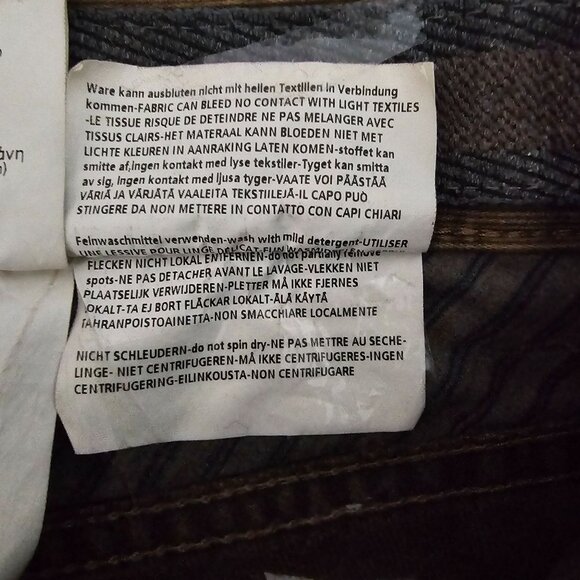 Ware kann ausbluten nicht mit hellen Textilien in Verbindung
kommen-FABRIC CAN BLEED NO CONTACT WITH LIGHT TEXTILES
-LE TISSUE RISQUE DE DETEINDRE NE PAS MELANGER AVEC
TISSUS CLAIRS-HET MATERAAL KANN BLOEDEN NIET MET
LICHTE KLEUREN IN AANRAKING LATEN KOMEN-stoffet kan
smitte af,ingen kontakt med lyse tekstiler-Tyget kan smitta
av sig, ingen kontakt med ljusa tyger-VAATE VOI PÄÄSTÄÄ
VÄRIÄ JA VÄRJÄTÄ VAALEITA TEKSTIILEJÄ-IL CAPO PUÒ
STINGERE DA NON METTERE IN CONTATTO CON CAPI CHIARI
Feinwaschmittel verwenden-wash with mild detergent-UTILISER
UNE LESSIVE POUR LINGE DELICAT
FLECKEN NICHT LOKAL ENTFERNEN-do not partially remove
spots-NE PAS DETACHER AVANT LE LAVAGE-VLEKKEN NIET
PLAATSELIJK VERWIJDEREN-PLETTER MÅ IKKE FJERNES
LOKALT-TA EJ BORT FLÄCKAR LOKALT-ÄLÄ KÄYTÄ
TAHRANPOISTOAINETTA-NON SMACCHIARE LOCALMENTE
NICHT SCHLEUDERN-do not spin dry-NE PAS METTRE AU SECHE-
LINGE- NIET CENTRIFUGEREN-MÅ IKKE CENTRIFUGERES-INGEN
CENTRIFUGERING-EILINKOUSTA-NON CENTRIFUGARE